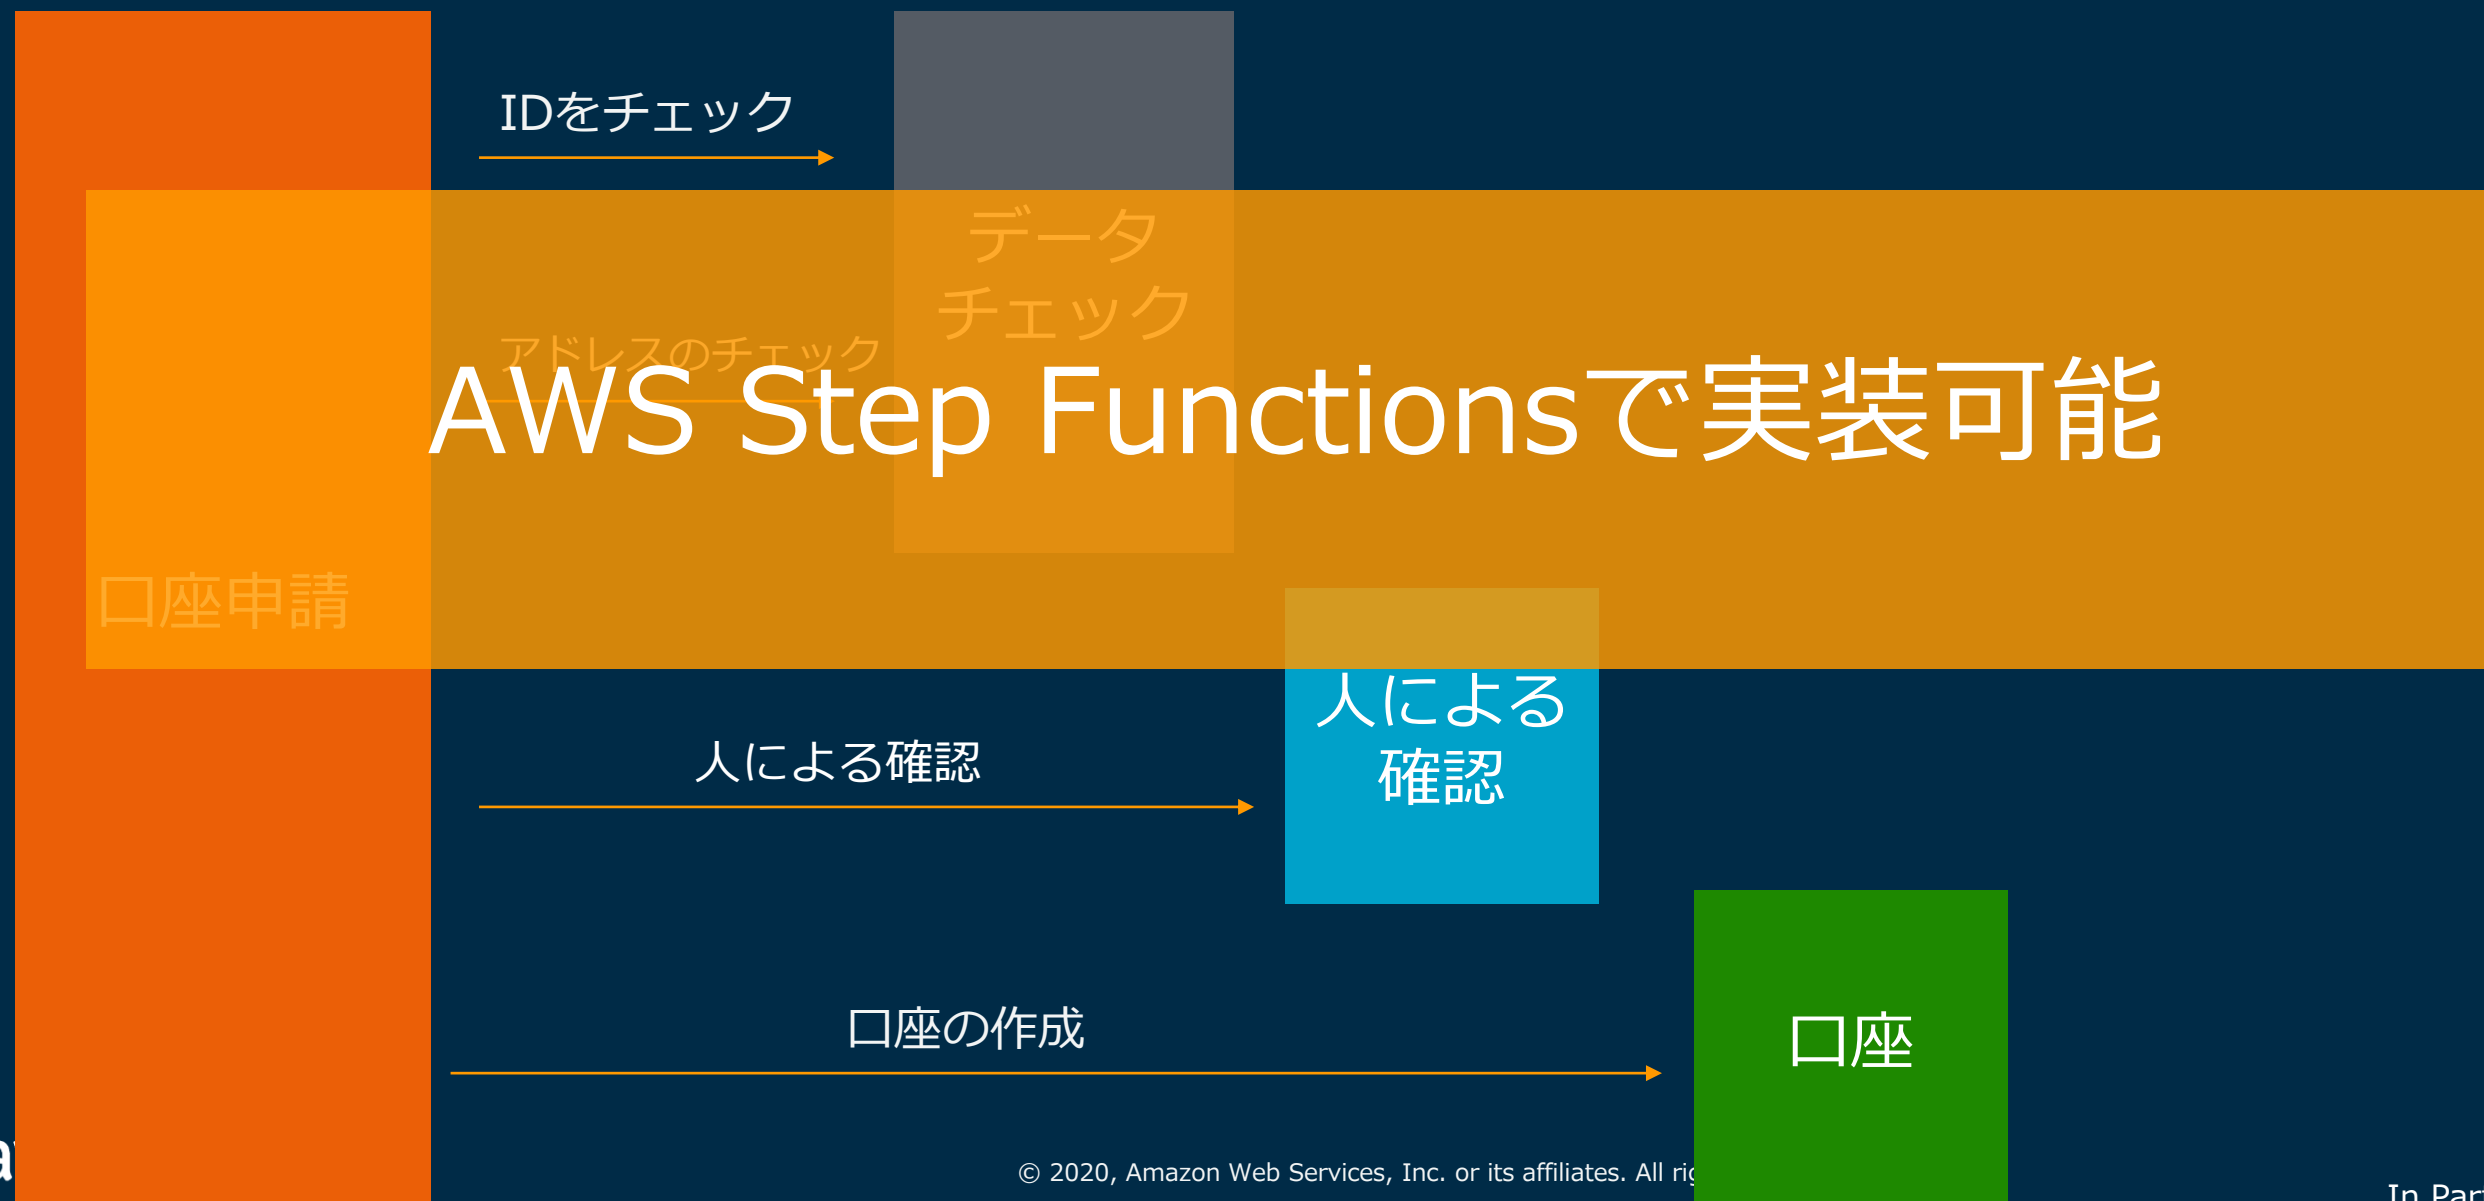 IDをチェック
データ
チェック
アドレスのチェック
AWS Step Functionsで実装可能
口座申請
人による
確認
人による確認
口座の作成
口座
© 2020, Amazon Web Services, Inc. or its affiliates. All
In